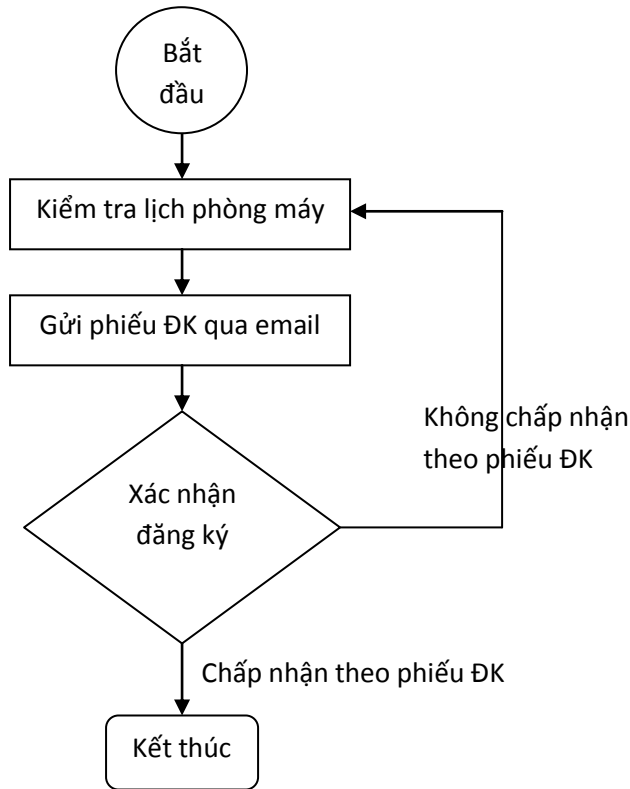 Bắt
đầu
Kiểm tra lịch phòng máy
Gửi phiếu ĐK qua email
Không chấp nhận
theo phiếu ĐK
Xác nhận
đăng ký
Chấp nhận theo phiếu ĐK
Kết thúc